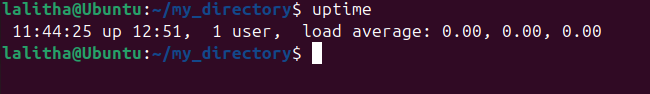 lalitha@Ubuntu:~/my_directory$ uptime
 11:44:25 up 12:51,  1 user,  load average: 0.00, 0.00, 0.00
lalitha@Ubuntu:~/my_directory$